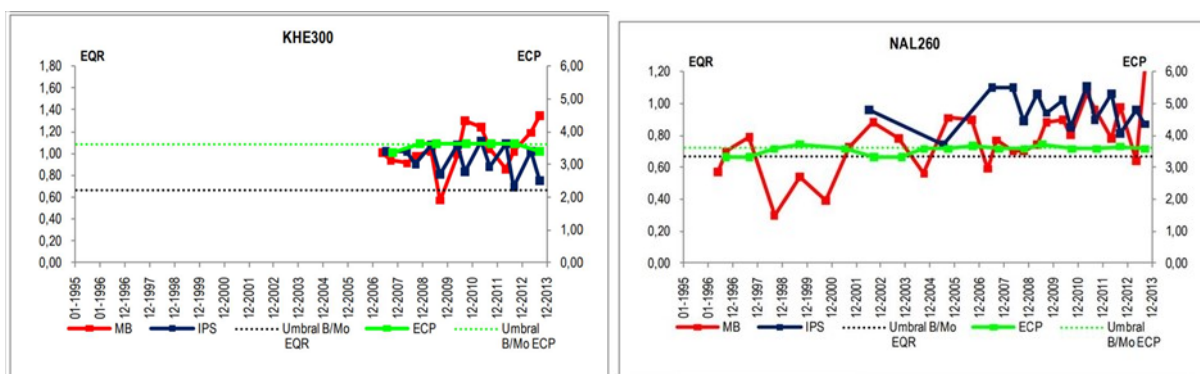 KHE300
EQR ECP
1,80 6,00
1,60 5,00
1,40
1,20 4,00
1,00 3,00
0,80
0,60 2,00
0,40 1,00
0,20
0,00 0,00
01-1995 01-1996 12-1996 12-1997 12-1998 12-1999 12-2000 12-2001 12-2002 12-2003 12-2004 12-2005 12-2006 12-2007 12-2008 12-2009 12-2010 12-2011 12-2012 12-2013
MB IPS Umbral B/Mo EQR ECP Umbral B/Mo ECP
NAL260
EQR ECP
1,20 6,00
1,00 5,00
0,80 4,00
0,60 3,00
0,40 2,00
0,20 1,00
0,00 0,00
01-1995 01-1996 12-1996 12-1997 12-1998 12-1999 12-2000 12-2001 12-2002 12-2003 12-2004 12-2005 12-2006 12-2007 12-2008 12-2009 12-2010 12-2011 12-2012 12-2013
MB IPS Umbral B/Mo EQR ECP Umbral B/Mo ECP